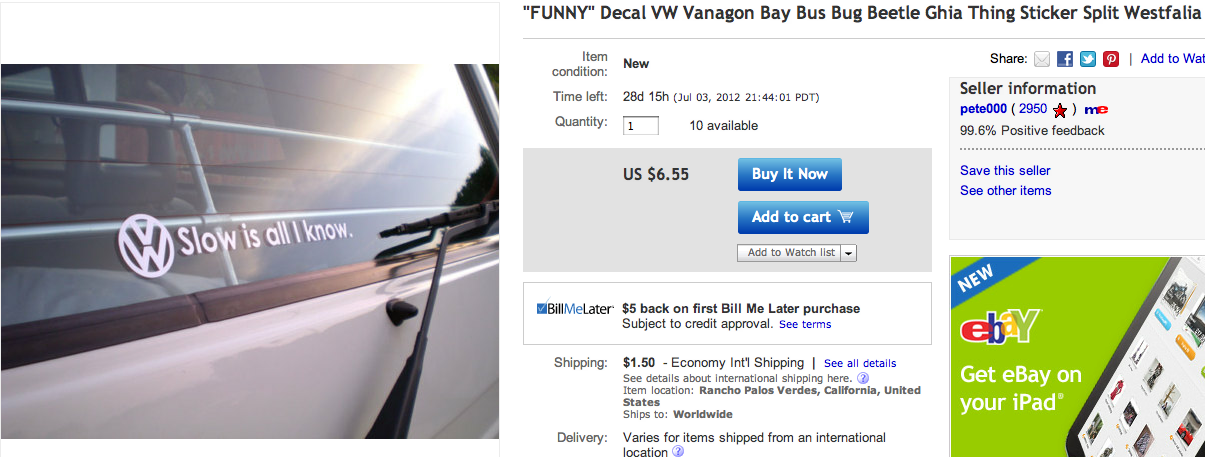 "FUNNY" Decal VW Vanagon Bay Bus Bug Beetle Ghia Thing Sticker Split Westfalia
VW Slow is all I know.
Item condition: New
Time left: 28d 15h (Jul 03, 2012 21:44:01 PDT)
Quantity: 1 10 available
US $6.55
Buy It Now
Add to cart
Add to Watch list
BillMeLater
$5 back on first Bill Me Later purchase
Subject to credit approval. See terms
Shipping: $1.50 - Economy Int'l Shipping | See all details
See details about international shipping here.
Item location: Rancho Palos Verdes, California, United
States
Ships to: Worldwide
Delivery: Varies for items shipped from an international
location
Share: | Add to Wat
Seller information
pete000 ( 2950 ) me
99.6% Positive feedback
Save this seller
See other items
NEW
ebaY
Get eBay on
your iPad®